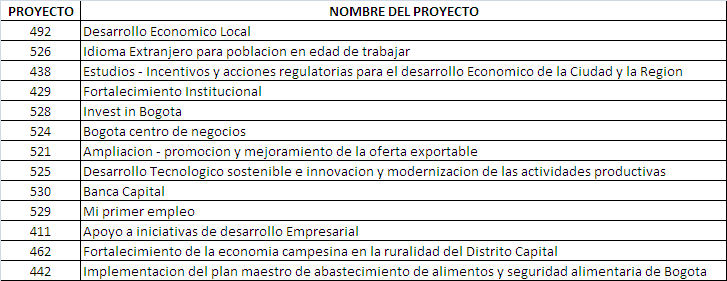 PROYECTO NOMBRE DEL PROYECTO
492 Desarrollo Economico Local
526 Idioma Extranjero para poblacion en edad de trabajar
438 Estudios - Incentivos y acciones regulatorias para el desarrollo Economico de la Ciudad y la Region
429 Fortalecimiento Institucional
528 Invest in Bogota
524 Bogota centro de negocios
521 Ampliacion - promocion y mejoramiento de la oferta exportable
525 Desarrollo Tecnologico sostenible e innovacion y modernizacion de las actividades productivas
530 Banca Capital
529 Mi primer empleo
411 Apoyo a iniciativas de desarrollo Empresarial
462 Fortalecimiento de la economia campesina en la ruralidad del Distrito Capital
442 Implementacion del plan maestro de abastecimiento de alimentos y seguridad alimentaria de Bogota